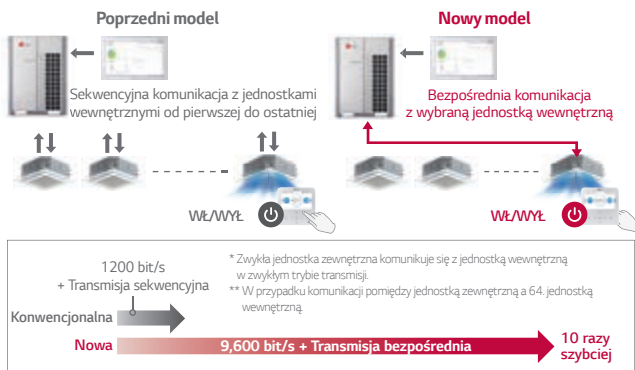 Poprzedni model
Sekwencyjna komunikacja z jednostkami
wewnętrznymi od pierwszej do ostatniej
WŁ/WYŁ
Nowy model
Bezpośrednia komunikacja
z wybraną jednostką wewnętrzną
WŁ/WYŁ
1200 bit/s
+ Transmisja sekwencyjna
* Zwykła jednostka zewnętrzna komunikuje się z jednostką wewnętrzną
w zwykłym trybie transmisji.
** W przypadku komunikacji pomiędzy jednostką zewnętrzną a 64. jednostką
wewnętrzną.
Konwencjonalna
Nowa
9,600 bit/s + Transmisja bezpośrednia
10 razy
szybciej